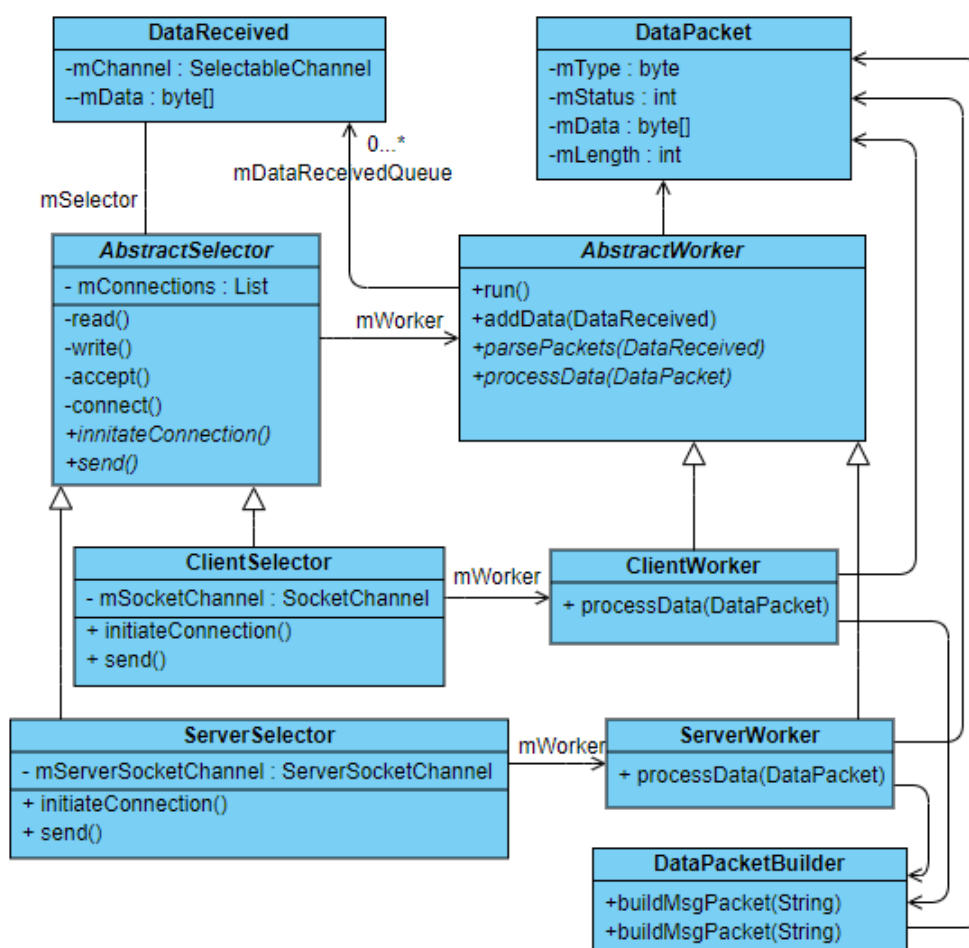 DataReceived
-mChannel : SelectableChannel
--mData : byte[]
DataPacket
-mType : byte
-mStatus : int
-mData : byte[]
-mLength : int
0...*
mDataReceivedQueue
mSelector
AbstractSelector
- mConnections : List
-read()
-write()
-accept()
-connect()
+innitateConnection()
+send()
mWorker
AbstractWorker
+run()
+addData(DataReceived)
+parsePackets(DataReceived)
+processData(DataPacket)
ClientSelector
- mSocketChannel : SocketChannel
+ initiateConnection()
+ send()
mWorker
ClientWorker
+ processData(DataPacket)
ServerSelector
- mServerSocketChannel : ServerSocketChannel
+ initiateConnection()
+ send()
mWorker
ServerWorker
+ processData(DataPacket)
DataPacketBuilder
+buildMsgPacket(String)
+buildMsgPacket(String)